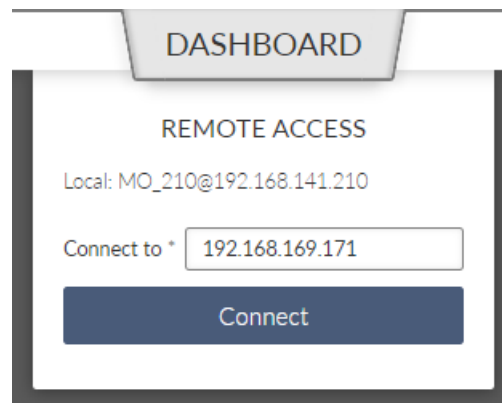 DASHBOARD
REMOTE ACCESS
Local: MO_210@192.168.141.210
Connect to * 192.168.169.171
Connect